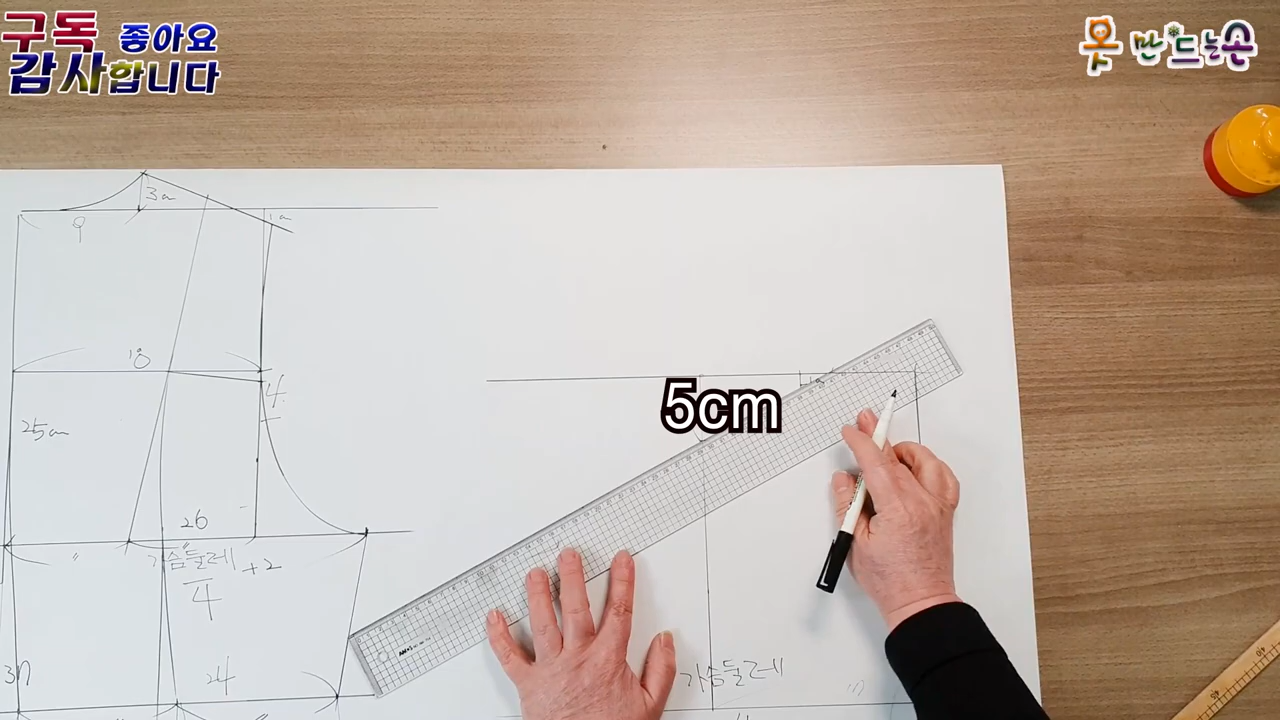 구독 좋아요
감사합니다
옷 만드는손
3cm
9
18
4
25cm
5cm
26
가슴둘레 +2
4
24
가슴둘레